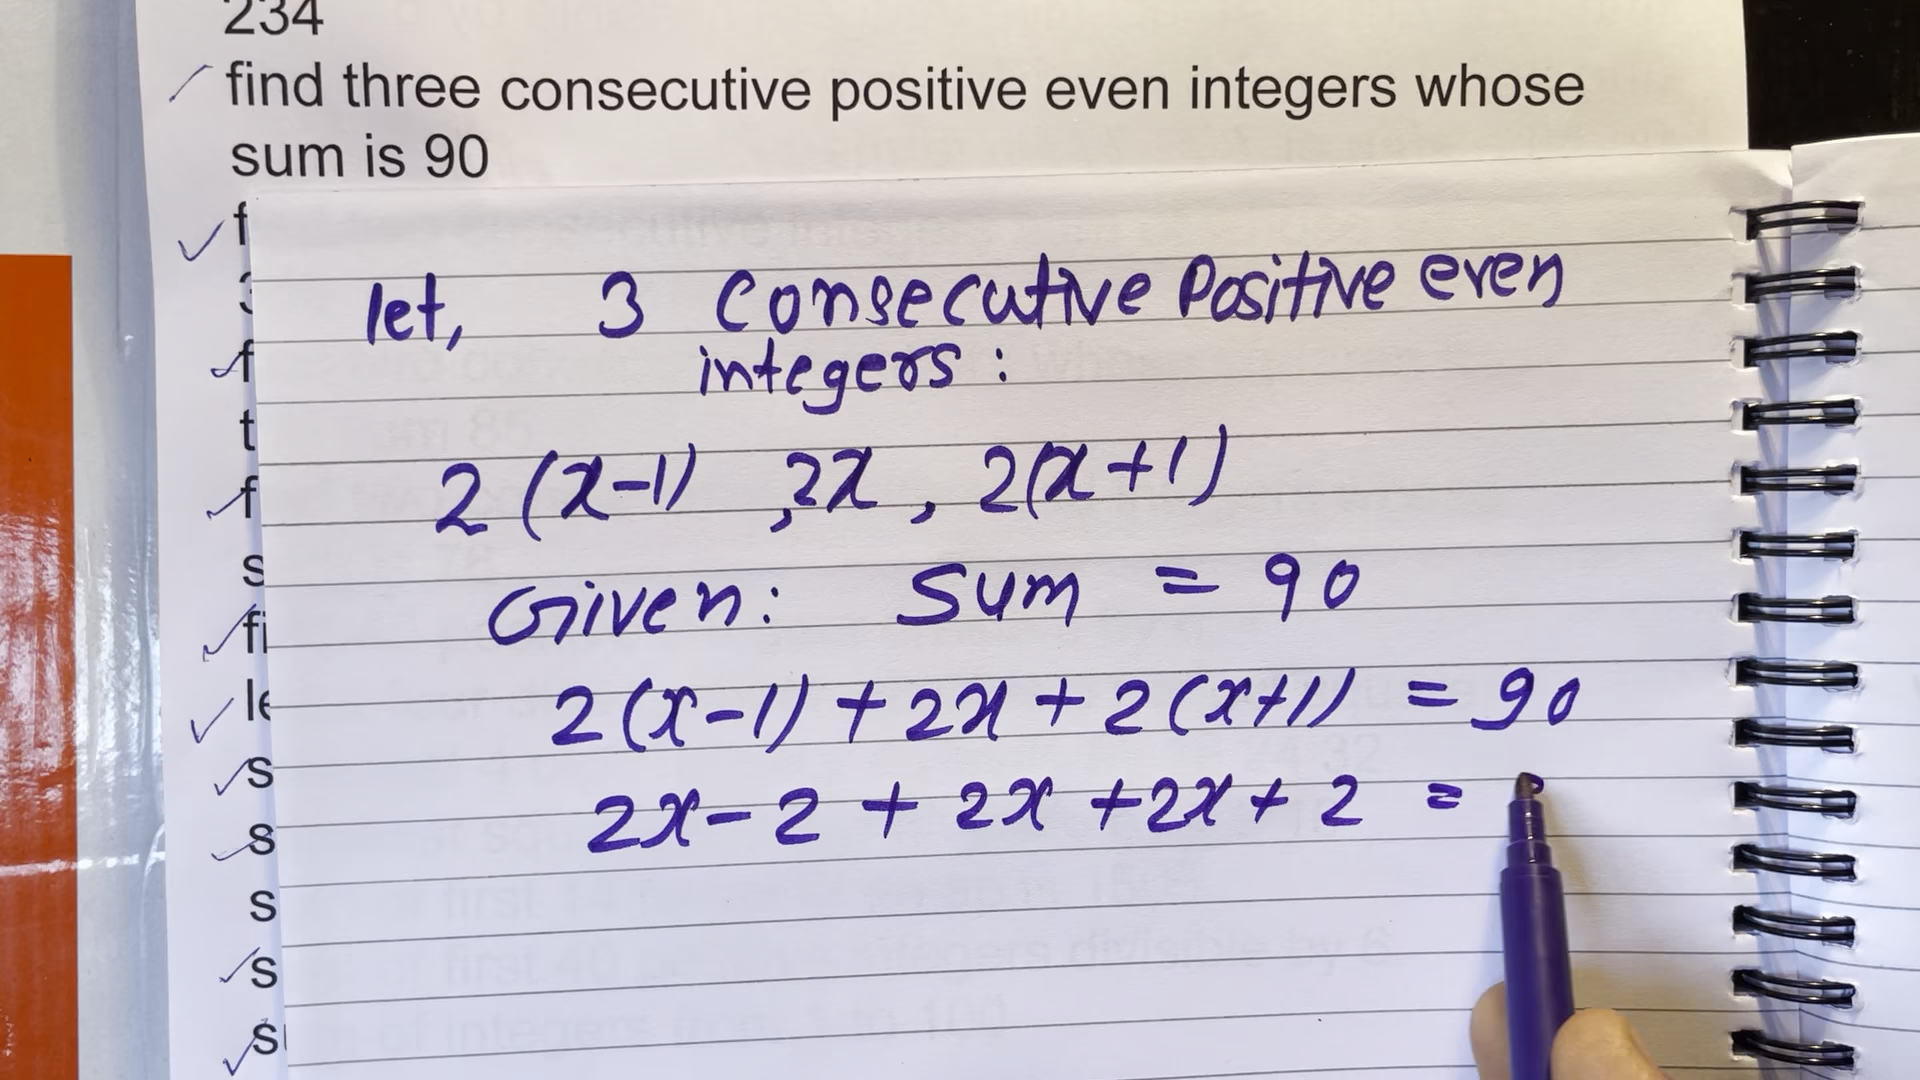 234
find three consecutive positive even integers whose
sum is 90
let, 3 Consecutive Positive even
integers:
2(x-1), 2x, 2(x+1)
Given: Sum = 90
2(x-1) + 2x + 2(x+1) = 90
2x-2 + 2x +2x+ 2 =